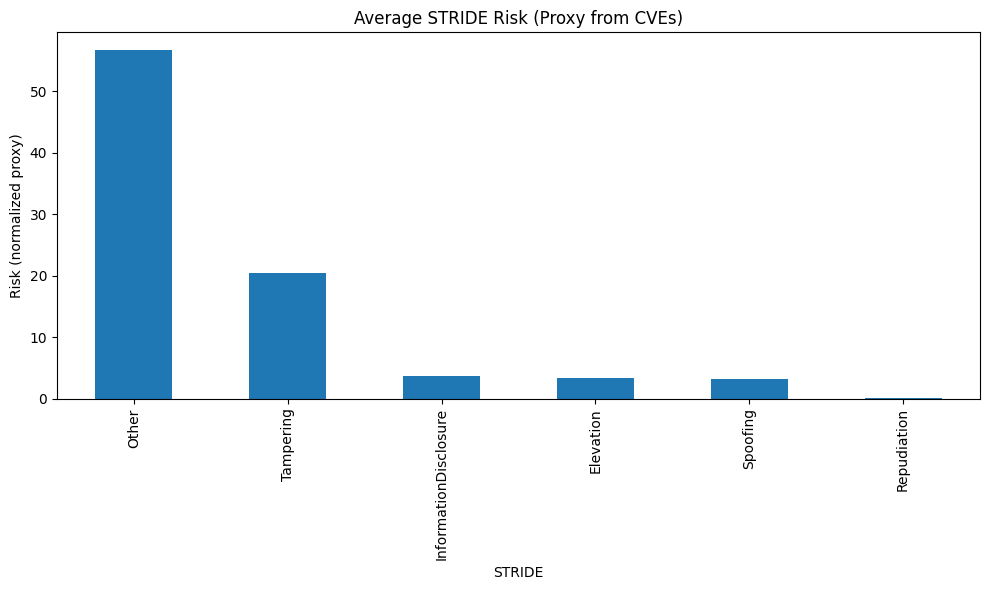 Average STRIDE Risk (Proxy from CVEs)
Risk (normalized proxy)
50
40
30
20
10
0
Other
Tampering
InformationDisclosure
Elevation
Spoofing
Repudiation
STRIDE